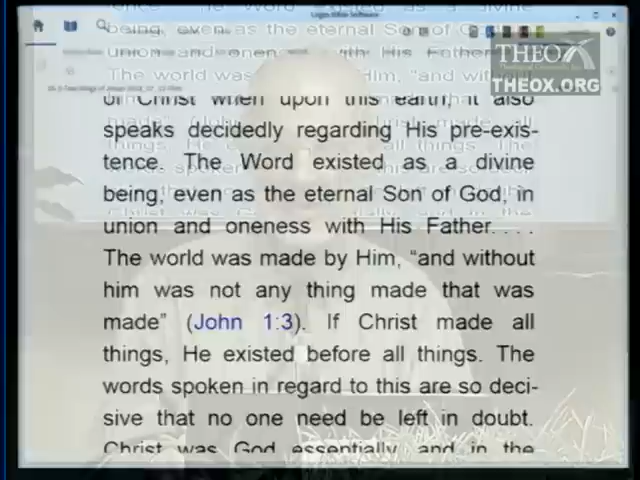 Logos Bible Software
THEOX
THEOX.ORG
of Christ when upon this earth, it also
speaks decidedly regarding His pre-exis-
tence. The Word existed as a divine
being, even as the eternal Son of God, in
union and oneness with His Father. . . .
The world was made by Him, “and without
him was not any thing made that was
made” (John 1:3). If Christ made all
things, He existed before all things. The
words spoken in regard to this are so deci-
sive that no one need be left in doubt.
Christ was God essentially, and in the